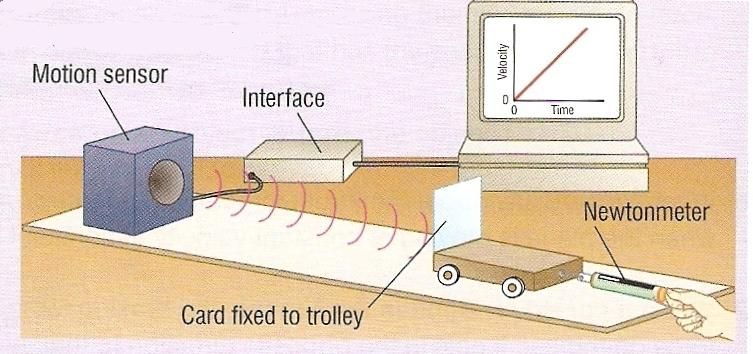 Motion sensor
Interface
Velocity
0
0
Time
Newtonmeter
Card fixed to trolley